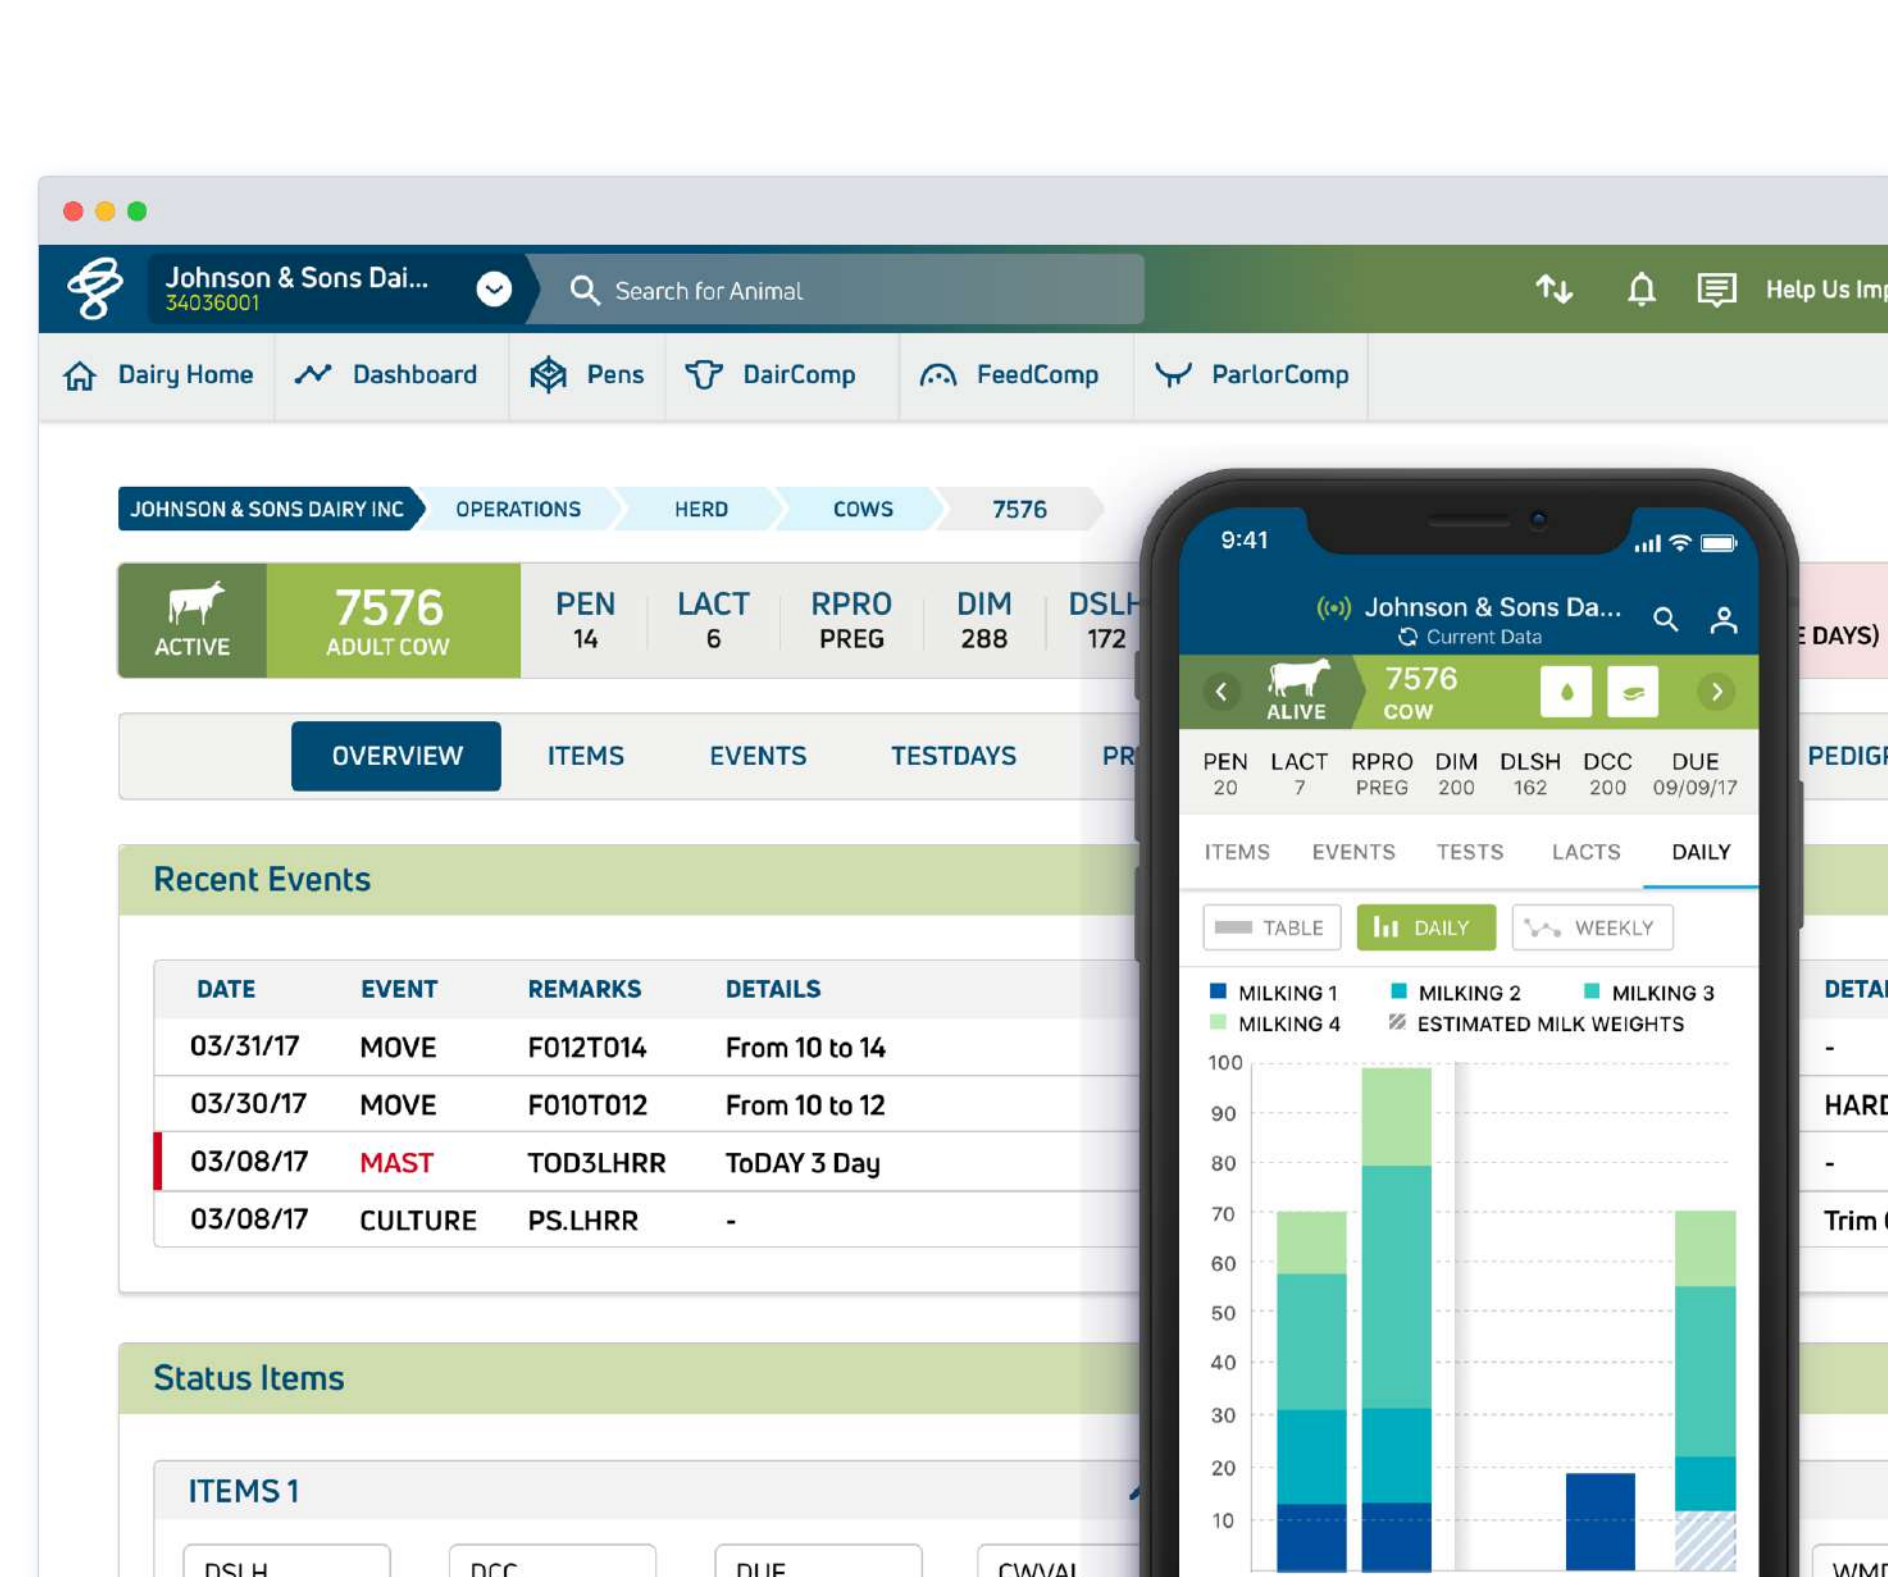 Johnson & Sons Dai...
34036001
Search for Animal
Help Us Imp
Dairy Home
Dashboard
Pens
DairComp
FeedComp
ParlorComp
JOHNSON & SONS DAIRY INC
OPERATIONS
HERD
COWS
7576
ACTIVE
7576
ADULT COW
PEN
14
LACT
6
RPRO
PREG
DIM
288
DSLH
172
E DAYS)
OVERVIEW
ITEMS
EVENTS
TESTDAYS
PR
PEDIGR
Recent Events
DATE EVENT REMARKS DETAILS
03/31/17 MOVE F012T014 From 10 to 14
03/30/17 MOVE F010T012 From 10 to 12
03/08/17 MAST TOD3LHRR ToDAY 3 Day
03/08/17 CULTURE PS.LHRR -
DETAI
-
HARD
-
Trim
Status Items
ITEMS 1
DSLH
DCC
DUE
CWVAL
WMD
9:41
Johnson & Sons Da...
Current Data
ALIVE
7576
COW
PEN LACT RPRO DIM DLSH DCC DUE
20 7 PREG 200 162 200 09/09/17
ITEMS EVENTS TESTS LACTS DAILY
TABLE DAILY WEEKLY
MILKING 1 MILKING 2 MILKING 3
MILKING 4 ESTIMATED MILK WEIGHTS
100
90
80
70
60
50
40
30
20
10